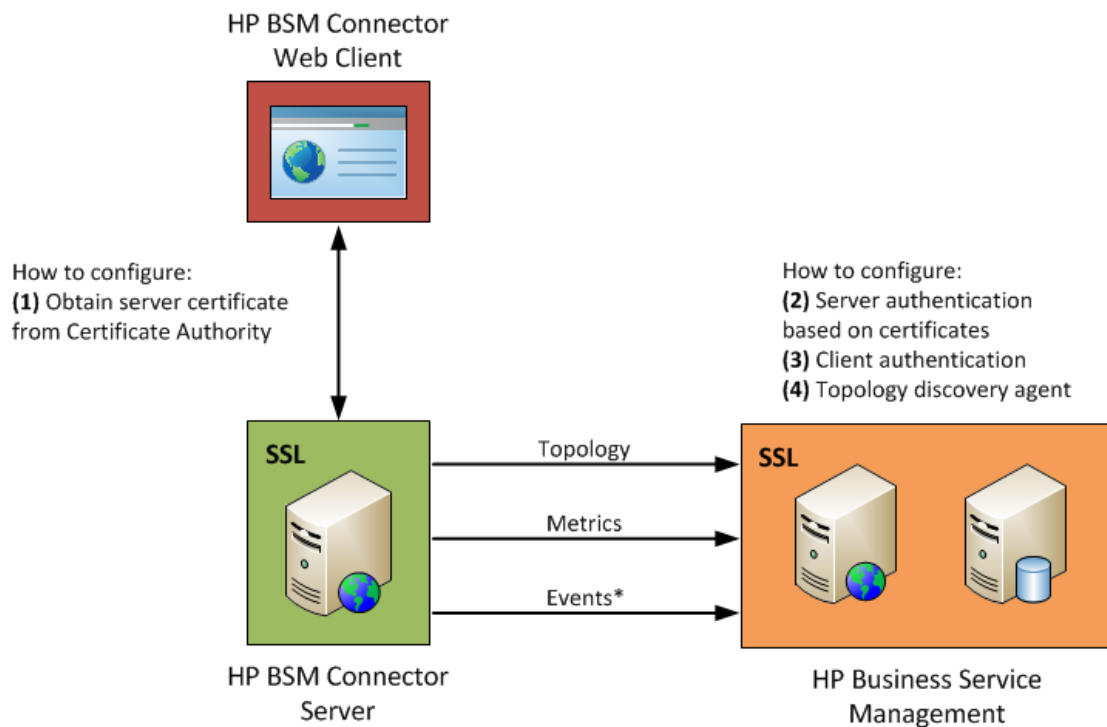 HP BSM Connector
Web Client
How to configure:
(1) Obtain server certificate
from Certificate Authority
How to configure:
(2) Server authentication
based on certificates
(3) Client authentication
(4) Topology discovery agent
SSL
Topology
Metrics
Events*
SSL
HP BSM Connector
Server
HP Business Service
Management